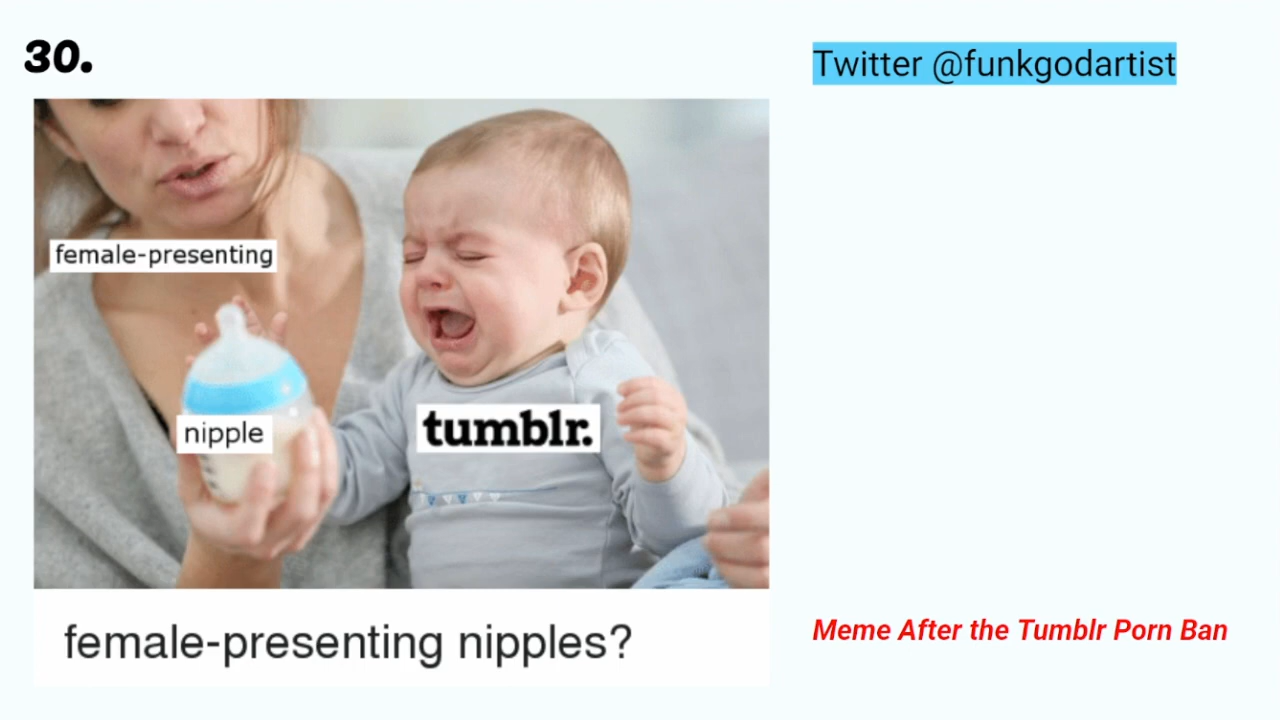 30.
Twitter @funkgodartist
female-presenting
nipple
tumblr.
female-presenting nipples?
Meme After the Tumblr Porn Ban